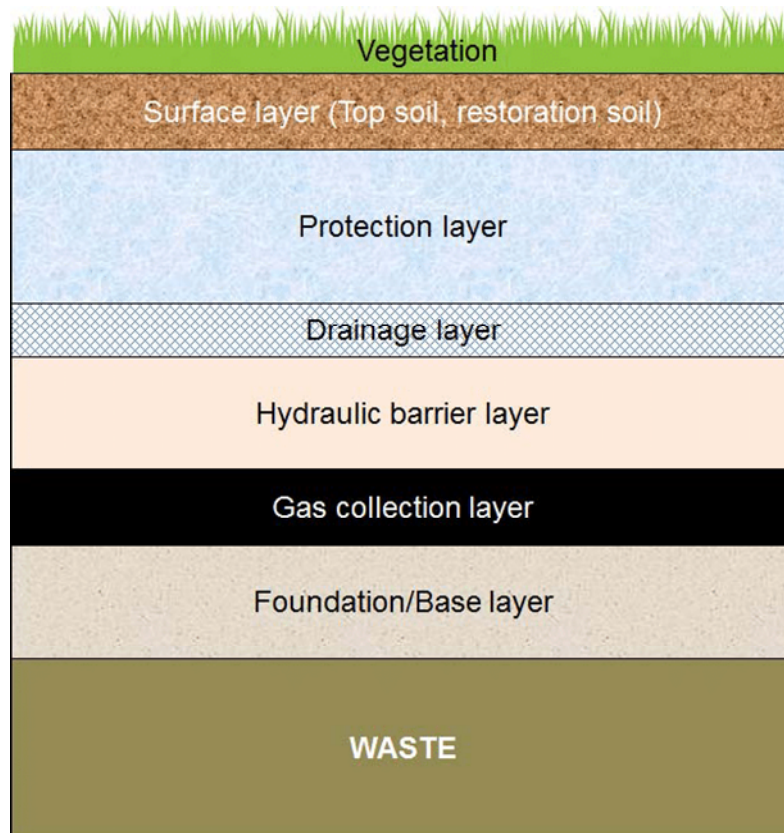 Vegetation
Surface layer (Top soil, restoration soil)
Protection layer
Drainage layer
Hydraulic barrier layer
Gas collection layer
Foundation/Base layer
WASTE